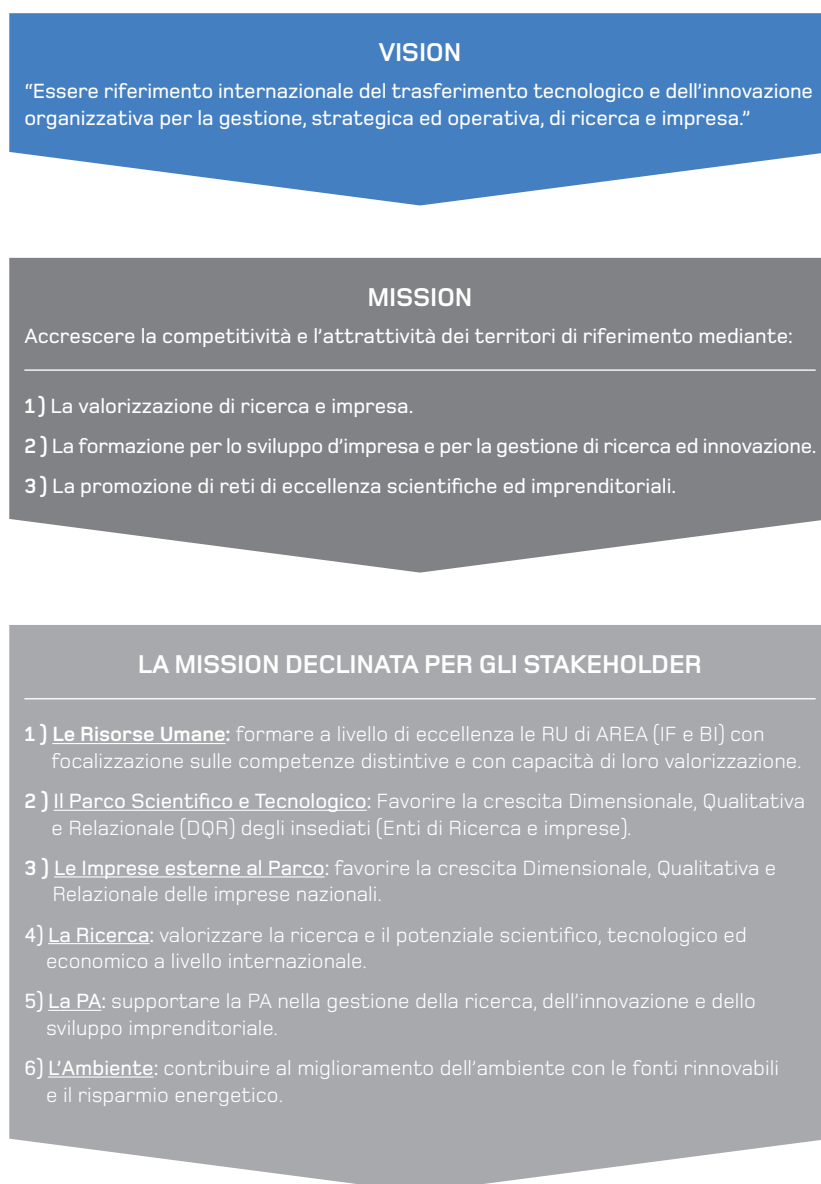 VISION
“Essere riferimento internazionale del trasferimento tecnologico e dell’innovazione
organizzativa per la gestione, strategica ed operativa, di ricerca e impresa.”
MISSION
Accrescere la competitività e l’attrattività dei territori di riferimento mediante:
1 ) La valorizzazione di ricerca e impresa.
2 ) La formazione per lo sviluppo d’impresa e per la gestione di ricerca ed innovazione.
3 ) La promozione di reti di eccellenza scientifiche ed imprenditoriali.
LA MISSION DECLINATA PER GLI STAKEHOLDER
1 ) Le Risorse Umane: formare a livello di eccellenza le RU di AREA (IF e BI) con
focalizzazione sulle competenze distintive e con capacità di loro valorizzazione.
2 ) Il Parco Scientifico e Tecnologico: Favorire la crescita Dimensionale, Qualitativa
e Relazionale (DQR) degli insediati (Enti di Ricerca e imprese).
3 ) Le Imprese esterne al Parco: favorire la crescita Dimensionale, Qualitativa e
Relazionale delle imprese nazionali.
4) La Ricerca: valorizzare la ricerca e il potenziale scientifico, tecnologico ed
economico a livello internazionale.
5) La PA: supportare la PA nella gestione della ricerca, dell’innovazione e dello
sviluppo imprenditoriale.
6) L’Ambiente: contribuire al miglioramento dell’ambiente con le fonti rinnovabili
e il risparmio energetico.